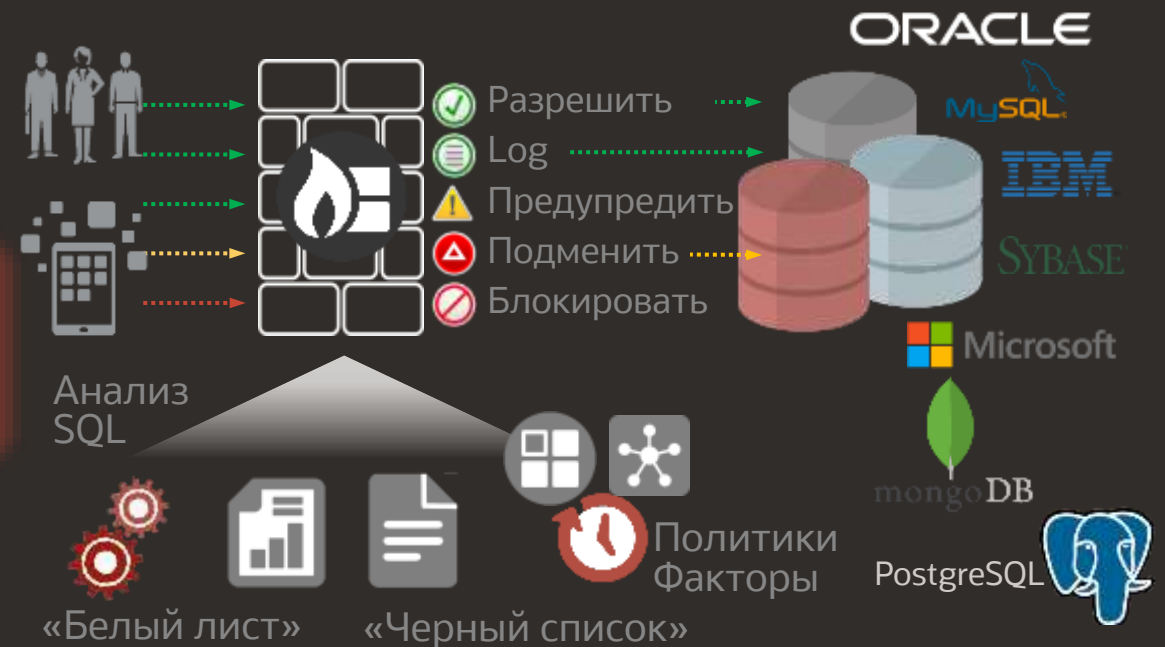 ORACLE
Разрешить
MySQL
Log
IBM
Предупредить
Подменить
SYBASE
Блокировать
Microsoft
Анализ
SQL
mongoDB
Политики
Факторы
PostgreSQL
«Белый лист»
«Черный список»